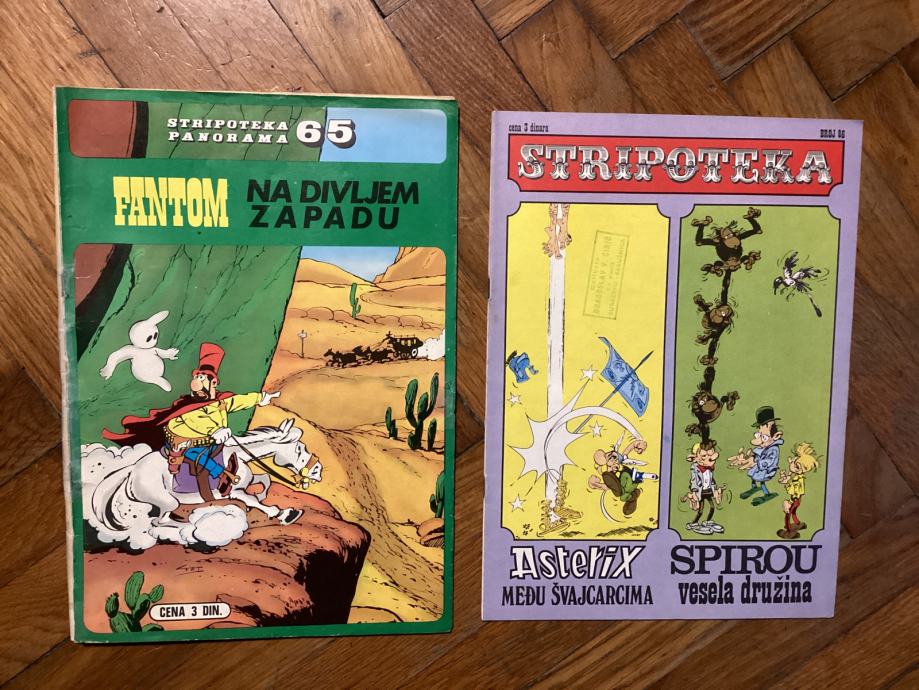 STRIPOTEKA
PANORAMA 65
FANTOM NA DIVLJEM
ZAPADU
CENA 3 DIN.
cena 3 dinara
BROJ 86
STRIPOTEKA
Asterix
MEĐU ŠVAJCARCIMA
SPIROU
vesela družina